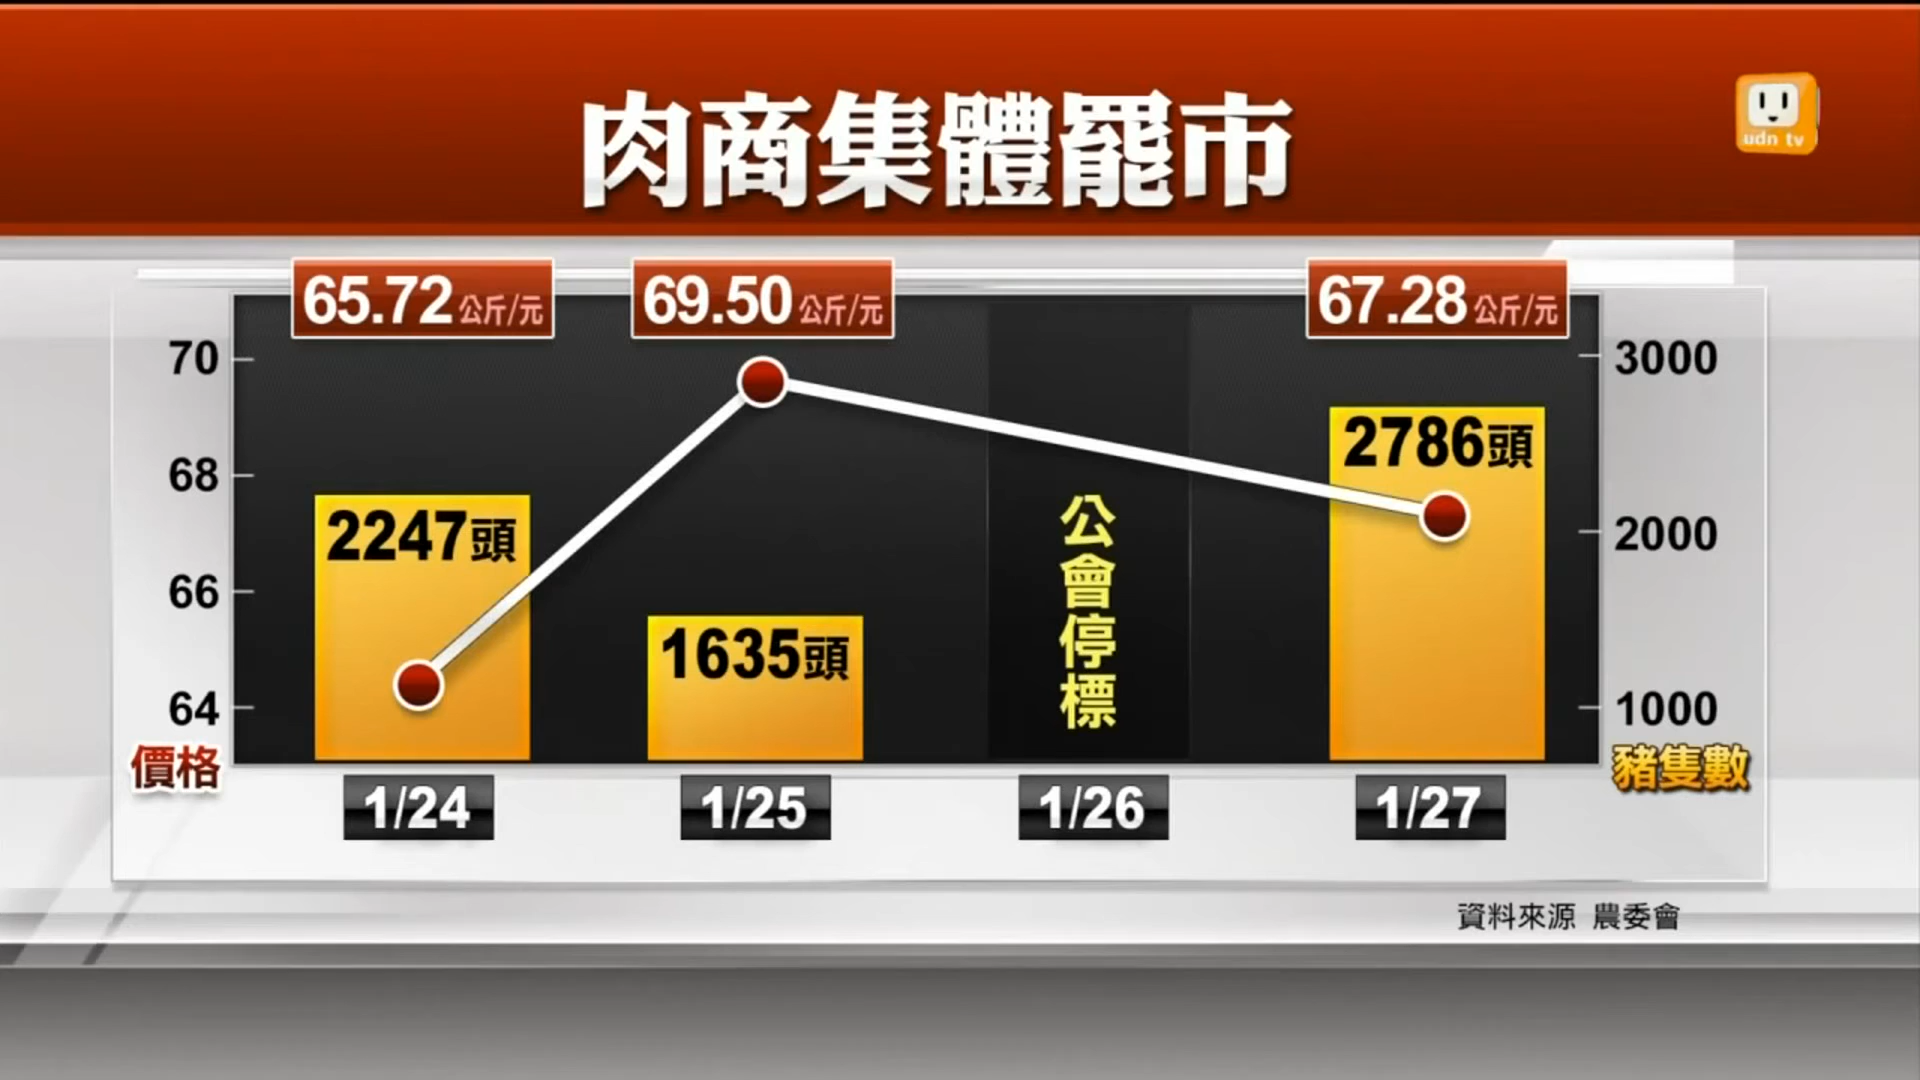 肉商集體罷市
udn tv
65.72公斤/元
69.50公斤/元
67.28公斤/元
70
68
66
64
價格
3000
2000
1000
豬隻數
2247頭
1635頭
公會停標
2786頭
1/24
1/25
1/26
1/27
資料來源 農委會